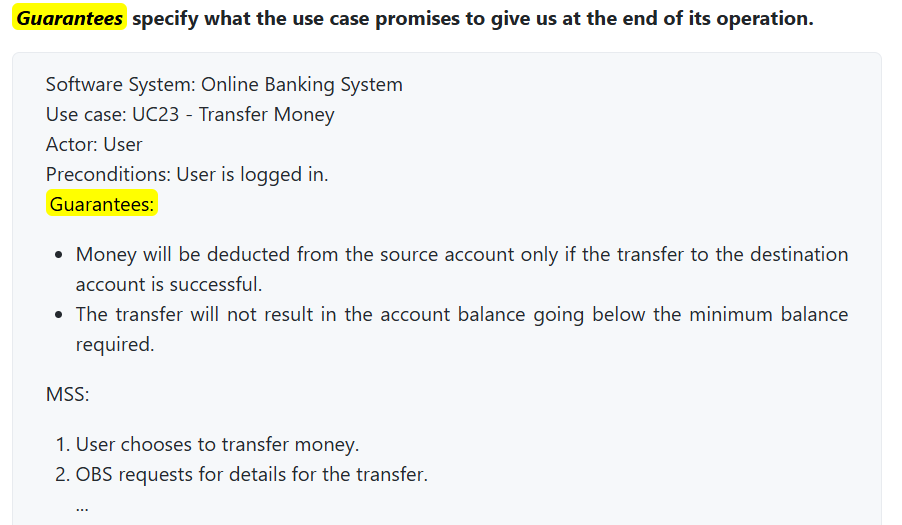 Guarantees specify what the use case promises to give us at the end of its operation.
Software System: Online Banking System
Use case: UC23 - Transfer Money
Actor: User
Preconditions: User is logged in.
Guarantees:
• Money will be deducted from the source account only if the transfer to the destination
account is successful.
• The transfer will not result in the account balance going below the minimum balance
required.
MSS:
1. User chooses to transfer money.
2. OBS requests for details for the transfer.
...